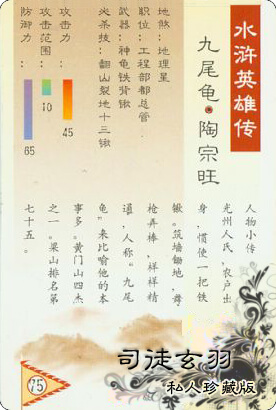 水浒英雄传
九尾龟·陶宗旺
地煞：地理星
职位：工程部都总管
武器：神龟铁背锹
必杀技：翻山裂地十三锹
攻击力：
45
攻击范围：
10
防御力：
65
人物小传
光州人氏，农户出
身，惯使一把铁
锹。筑墙锄地，舞
枪弄棒，样样精
通，人称“九尾
龟”来比喻他的本
事多。黄门山四杰
之一。梁山排名第
七十五。
75
司徒玄羽
私人珍藏版